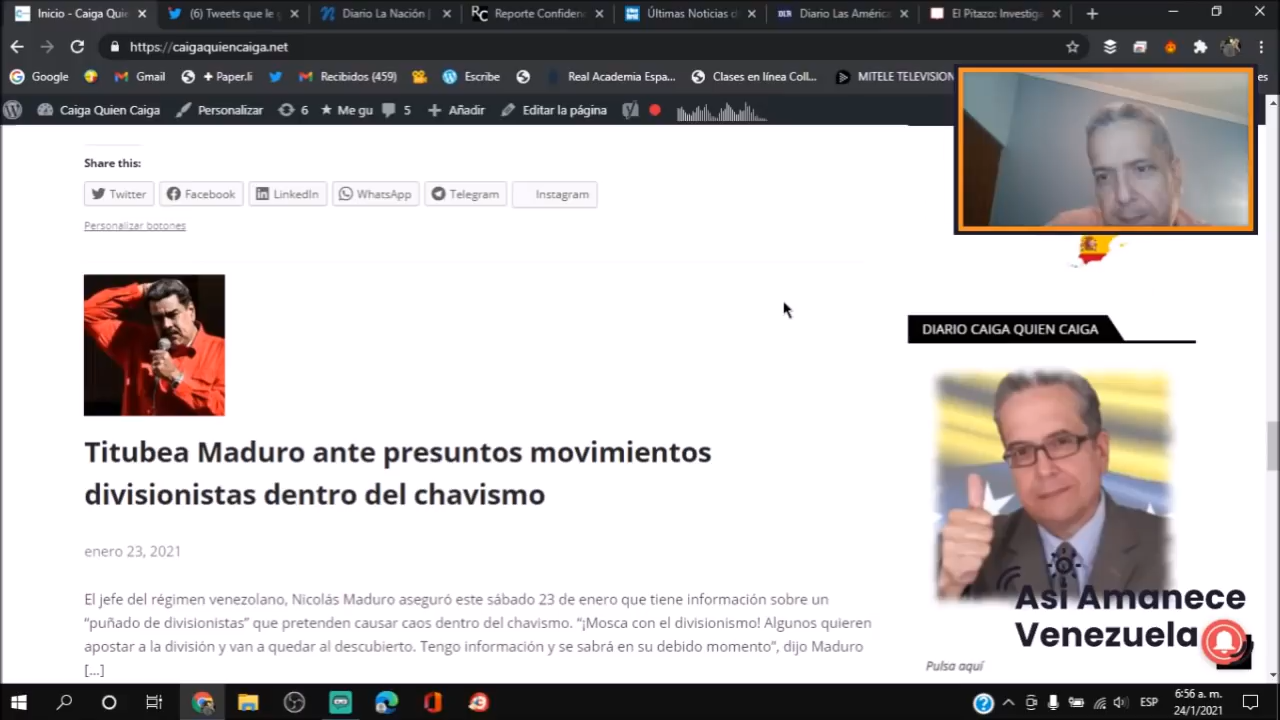 Inicio - Caiga Quie
(6) Tweets que le g
Diario La Nación |
Reporte Confiden
Últimas Noticias d
Diario Las Améric
El Pitazo: Investiga
https://caigaquiencaiga.net
Google
Gmail
+ Paper.li
Recibidos (459)
Escribe
Real Academia Espa...
Clases en línea Coll...
MITELE TELEVISION
Caiga Quien Caiga
Personalizar
6
Me gu
5
Añadir
Editar la página
Share this:
Twitter
Facebook
LinkedIn
WhatsApp
Telegram
Instagram
Personalizar botones
DIARIO CAIGA QUIEN CAIGA
Titubea Maduro ante presuntos movimientos
divisionistas dentro del chavismo
enero 23, 2021
El jefe del régimen venezolano, Nicolás Maduro aseguró este sábado 23 de enero que tiene información sobre un
“puñado de divisionistas” que pretenden causar caos dentro del chavismo. “¡Mosca con el divisionismo! Algunos quieren
apostar a la división y van a quedar al descubierto. Tengo información y se sabrá en su debido momento”, dijo Maduro
[...]
Así Amanece
Venezuela
Pulsa aquí
ESP
6:56 a. m.
24/1/2021